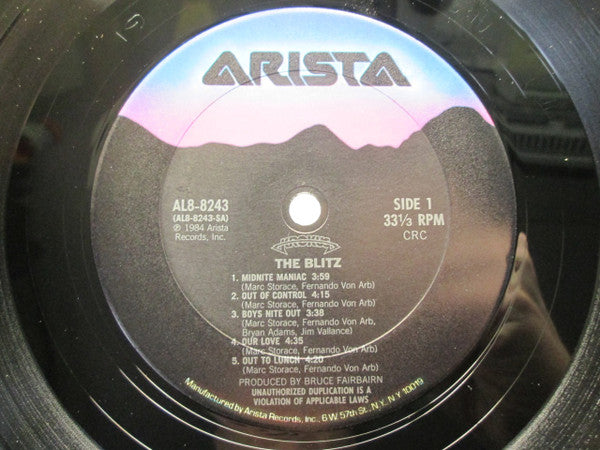 ARISTA
AL8-8243
(AL8-8243-SA)
℗ 1984 Arista
Records, Inc.
SIDE 1
33⅓ RPM
CRC
KROKUS
THE BLITZ
1. MIDNITE MANIAC 3:59
(Marc Storace, Fernando Von Arb)
2. OUT OF CONTROL 4:15
(Marc Storace, Fernando Von Arb)
3. BOYS NITE OUT 3:38
(Marc Storace, Fernando Von Arb,
Bryan Adams, Jim Vallance)
4. OUR LOVE 4:35
(Marc Storace, Fernando Von Arb)
5. OUT TO LUNCH 4:20
(Marc Storace, Fernando Von Arb)
PRODUCED BY BRUCE FAIRBAIRN
UNAUTHORIZED DUPLICATION IS A
VIOLATION OF APPLICABLE LAWS
Manufactured by Arista Records, Inc., 6 W 57th St., N.Y., N.Y. 10019